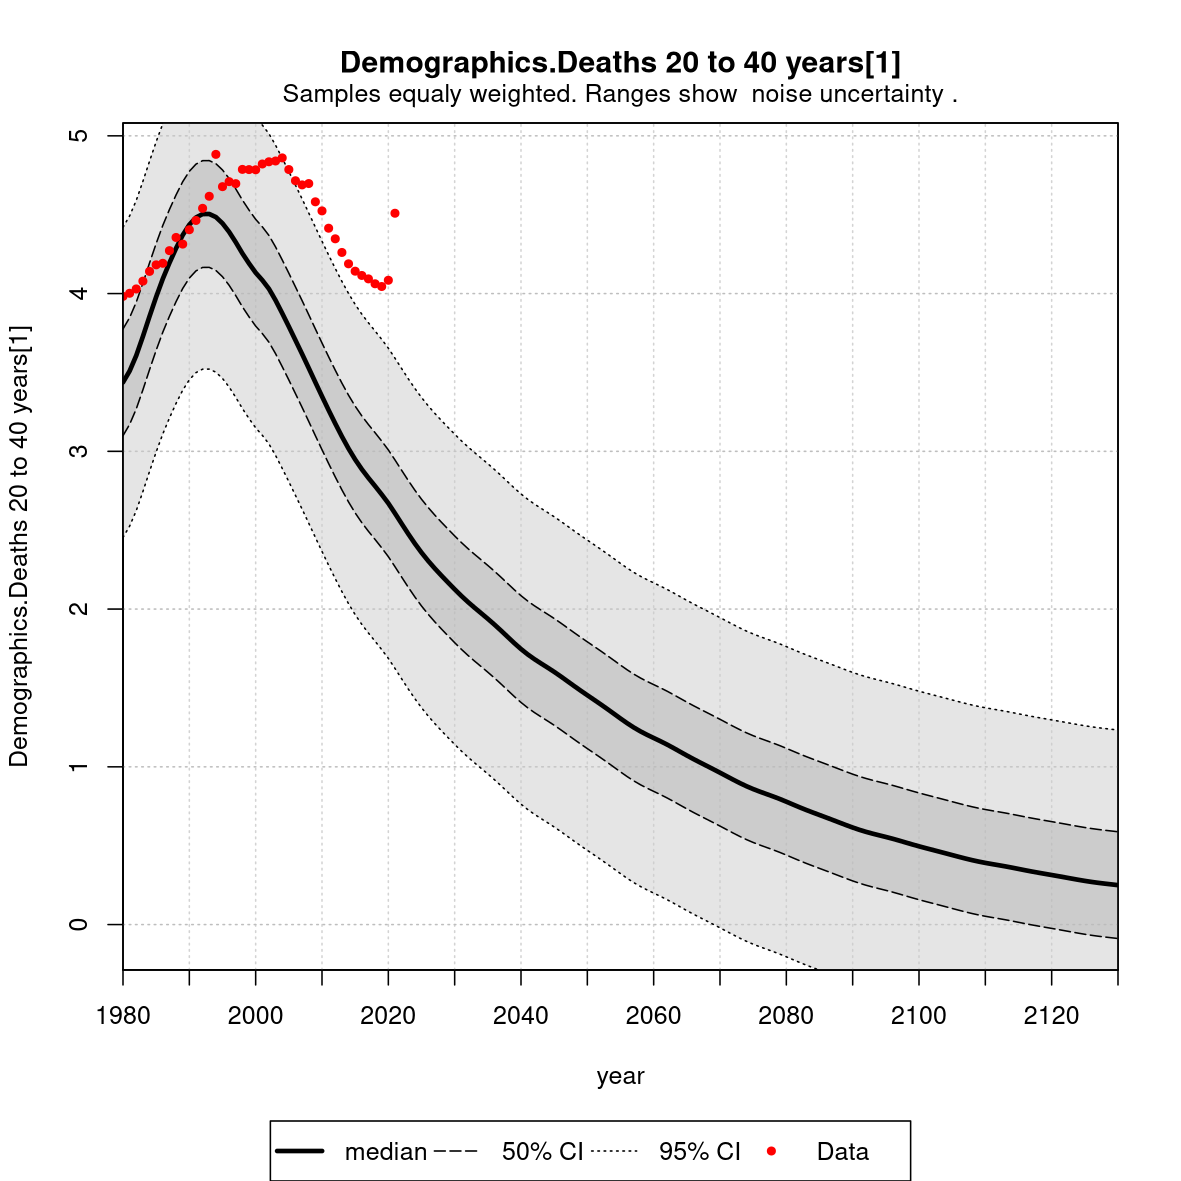 Demographics.Deaths 20 to 40 years[1]
Samples equaly weighted. Ranges show  noise uncertainty .
Demographics.Deaths 20 to 40 years[1]
5
4
3
2
1
0
1980 2000 2020 2040 2060 2080 2100 2120
year
median 50% CI 95% CI Data